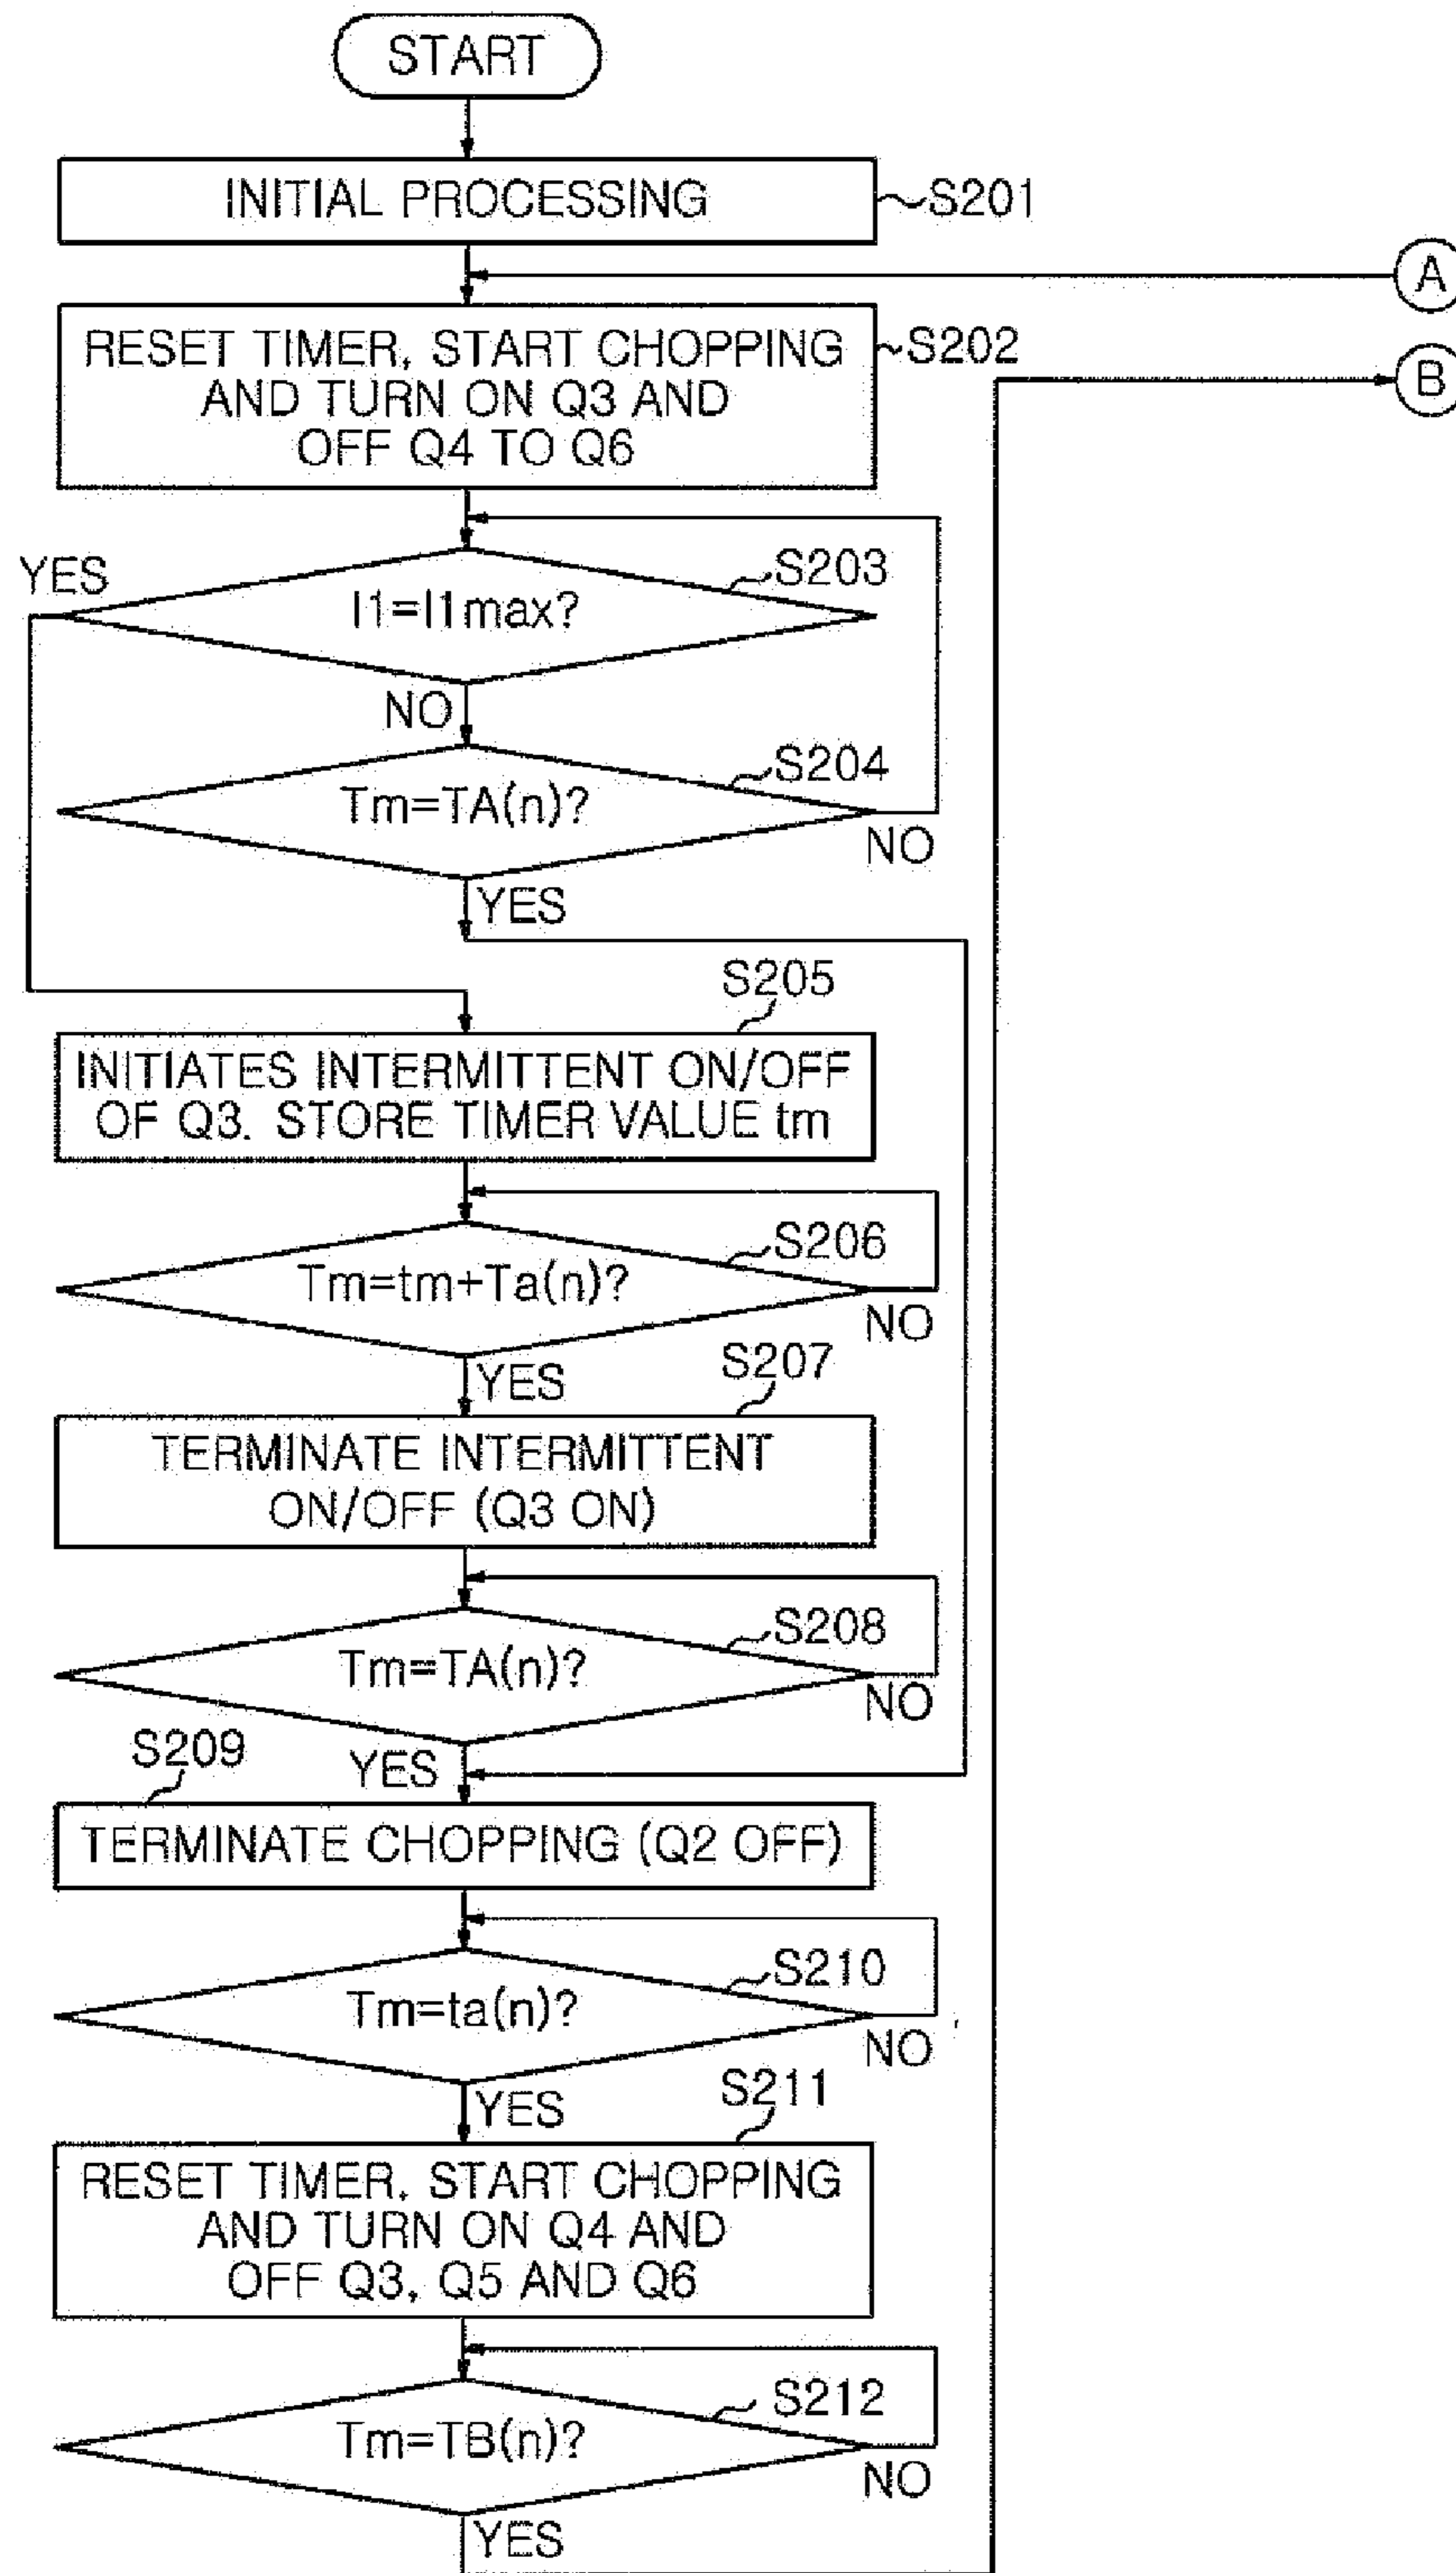 START
INITIAL PROCESSING
S201
A
RESET TIMER, START CHOPPING
AND TURN ON Q3 AND
OFF Q4 TO Q6
S202
B
YES
I1=I1max?
S203
NO
Tm=TA(n)?
S204
NO
YES
S205
INITIATES INTERMITTENT ON/OFF
OF Q3. STORE TIMER VALUE tm
Tm=tm+Ta(n)?
S206
NO
YES
S207
TERMINATE INTERMITTENT
ON/OFF (Q3 ON)
Tm=TA(n)?
S208
NO
S209
YES
TERMINATE CHOPPING (Q2 OFF)
Tm=ta(n)?
S210
NO
YES
S211
RESET TIMER, START CHOPPING
AND TURN ON Q4 AND
OFF Q3, Q5 AND Q6
Tm=TB(n)?
S212
NO
YES